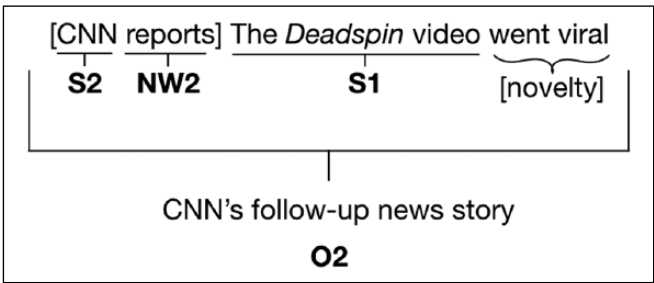 [CNN reports] The Deadspin video went viral
S2 NW2 S1 [novelty]
CNN’s follow-up news story
O2